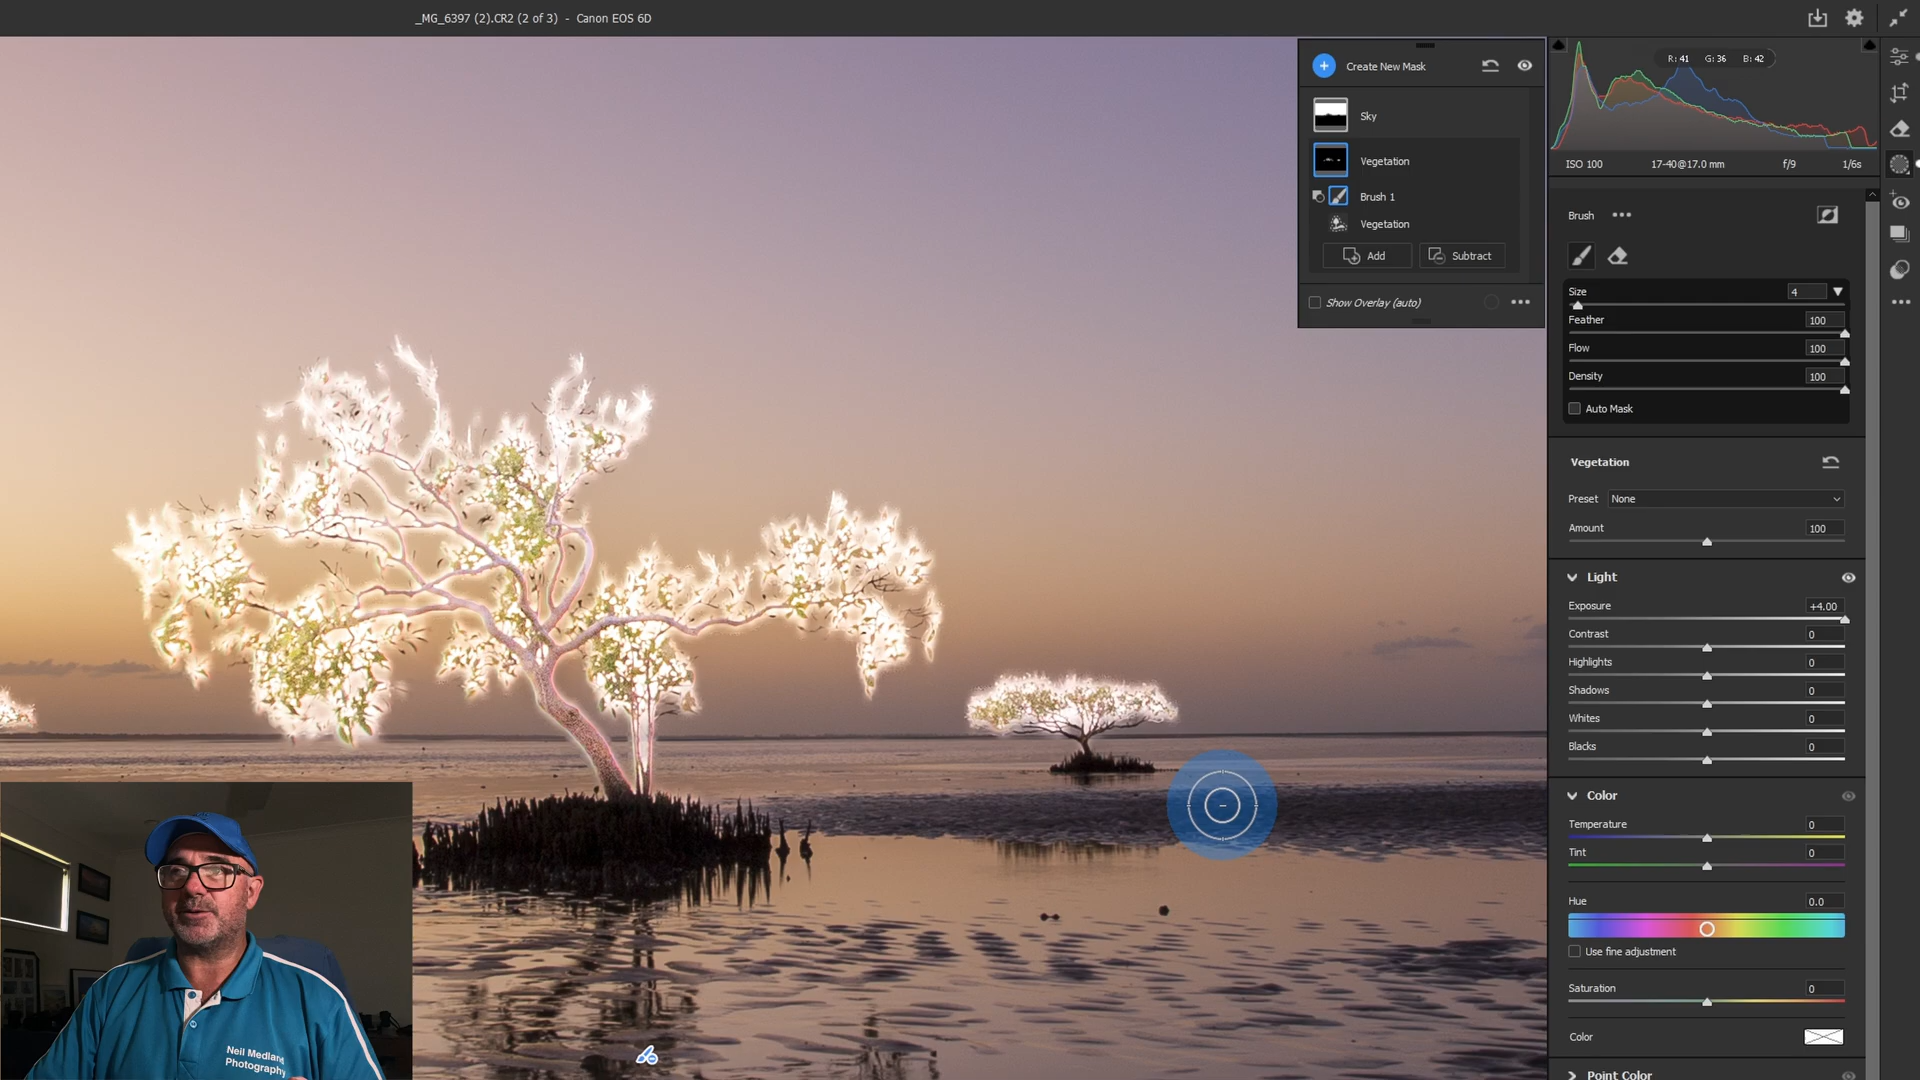 _MG_6397 (2).CR2 (2 of 3) - Canon EOS 6D
Create New Mask
Sky
Vegetation
Brush 1
Vegetation
Add Subtract
Show Overlay (auto)
R: 41 G: 36 B: 42
ISO 100 17-40@17.0 mm f/9 1/6s
Brush
Size 4
Feather 100
Flow 100
Density 100
Auto Mask
Vegetation
Preset None
Amount 100
Light
Exposure +4.00
Contrast 0
Highlights 0
Shadows 0
Whites 0
Blacks 0
Color
Temperature 0
Tint 0
Hue 0.0
Use fine adjustment
Saturation 0
Color
Point Color
Neil Medland
Photography